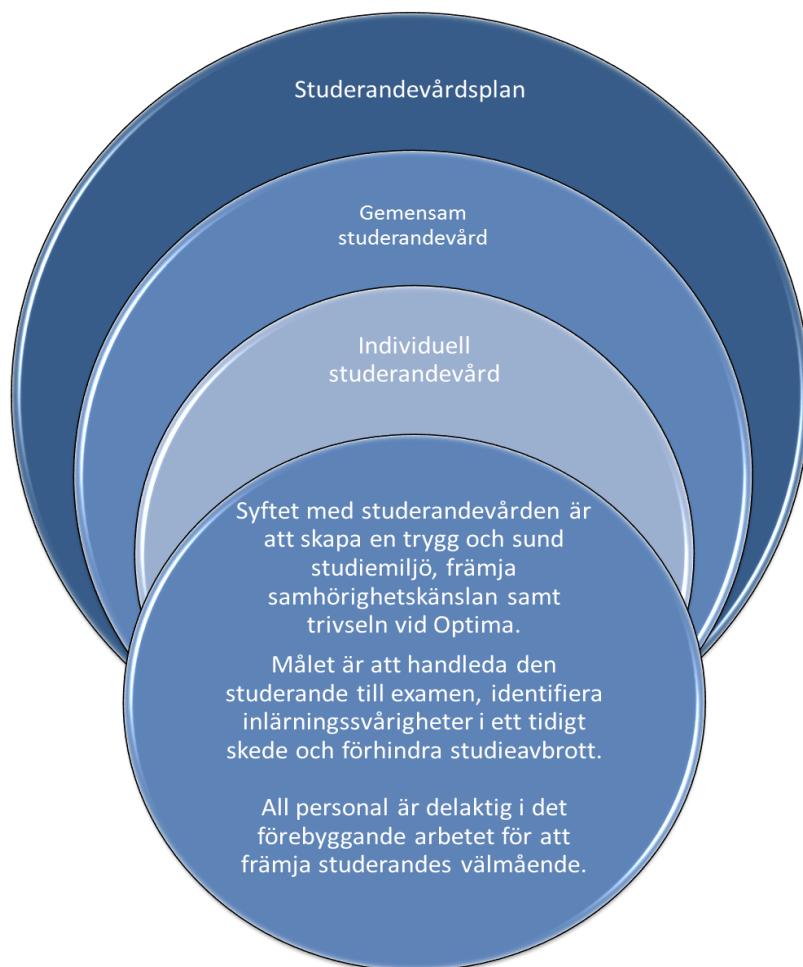 Studerandevårdsplan
Gemensam
studerandevård
Individuell
studerandevård
Syftet med studerandevården är
att skapa en trygg och sund
studiemiljö, främja
samhörighetskänslan samt
trivseln vid Optima.
Målet är att handleda den
studerande till examen, identifiera
inlärningssvårigheter i ett tidigt
skede och förhindra studieavbrott.
All personal är delaktig i det
förebyggande arbetet för att
främja studerandes välmående.